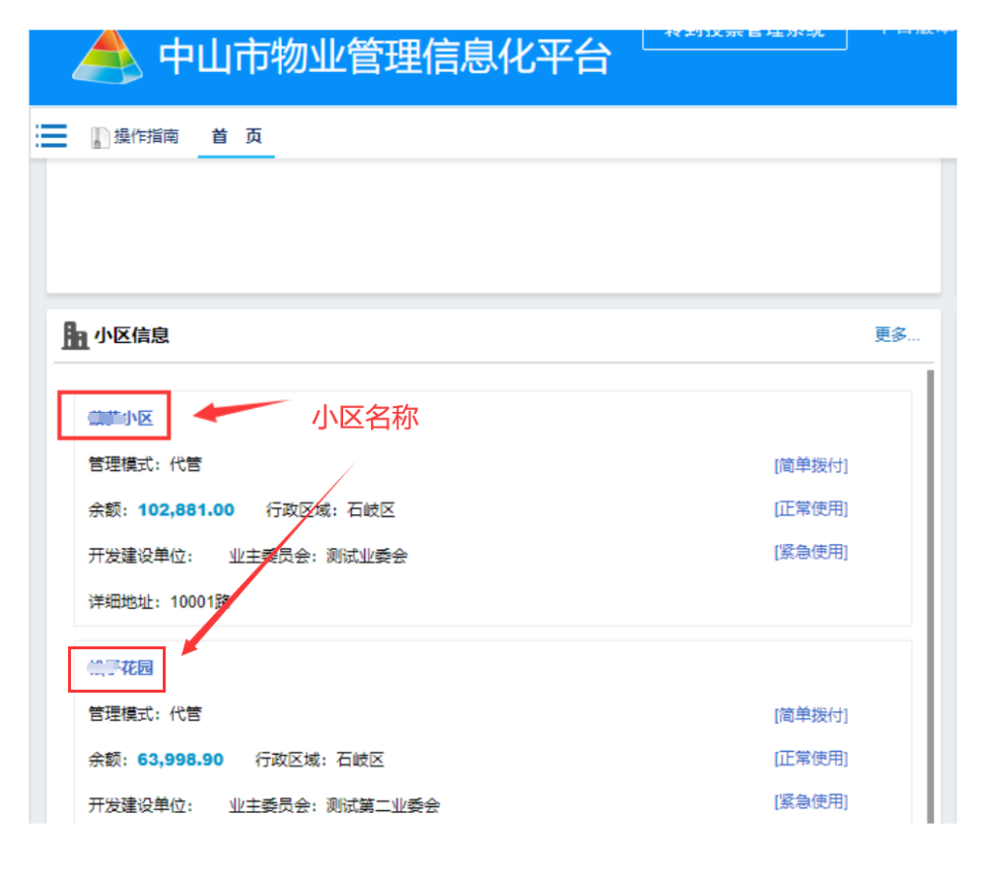 中山市物业管理信息化平台
转到投票管理系统
操作指南 首 页
小区信息 更多...
小区 小区名称
管理模式：代管 [简单拨付]
余额：102,881.00 行政区域：石岐区 [正常使用]
开发建设单位： 业主委员会：测试业委会 [紧急使用]
详细地址：10001路
花园
管理模式：代管 [简单拨付]
余额：63,998.90 行政区域：石岐区 [正常使用]
开发建设单位： 业主委员会：测试第二业委会 [紧急使用]